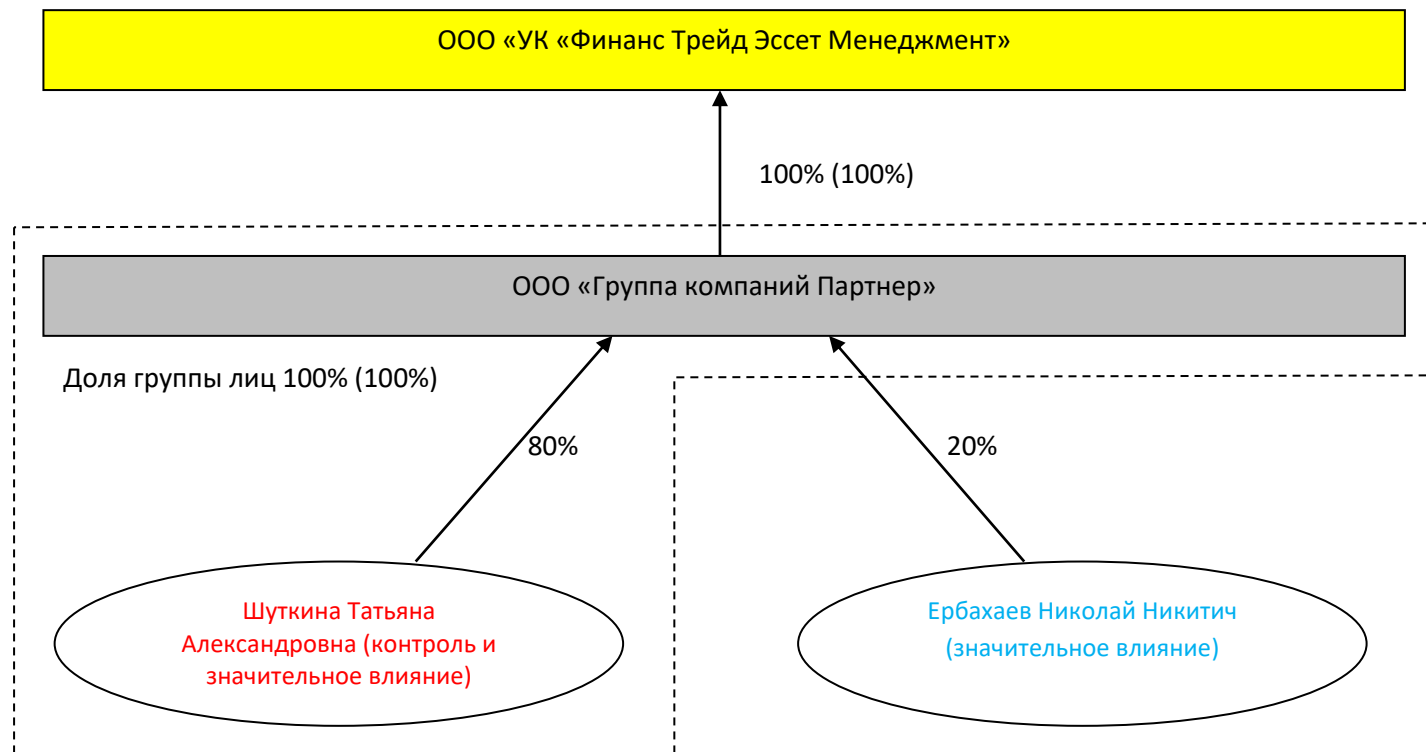 ООО «УК «Финанс Трейд Эссет Менеджмент»
100% (100%)
ООО «Группа компаний Партнер»
Доля группы лиц 100% (100%)
80%
20%
Шуткина Татьяна
Александровна (контроль и
значительное влияние)
Ербахаев Николай Никитич
(значительное влияние)